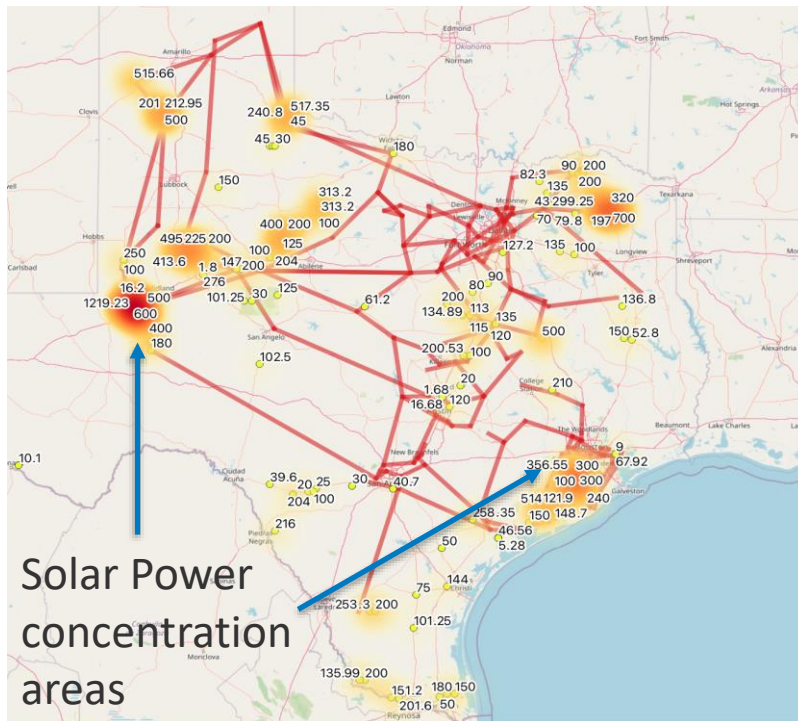 Edmond
Oklahoma
Norman
Fort Smith
Amarillo
515.66
Lawton
Arkansas
Hot Springs
Clovis
201 212.95
500
240.8
517.35
45
45 30
180
150
Lubbock
82.3
90 200
200
135
Texarkana
320
43 299.25
197 700
70 79.8
313.2
313.2
100
400 200
125
Denton
McKinney
Lewisville
Fort Worth
127.2
135
100
Longview
Shreveport
Tyler
Hobbs
Carlsbad
495 225 200
413.6
1.8
147
200
276
100
204
Abilene
250
100
16.2
1219.23
500
600
400
180
101.25
30
125
61.2
San Angelo
102.5
90
80
200
134.89
113
115
135
120
500
200.53
100
136.8
150
52.8
Alexandria
20
1.68
16.68
120
College
Station
210
The Woodlands
Beaumont
Lake Charles
9
67.92
356.55 300
100 300
Galveston
514 121.9
240
150
148.7
New Braunfels
10.1
Ciudad
Acuña
39.6
20
25
204
100
30
40.7
216
Piedras
Negras
258.35
46.56
5.28
50
144
75
Christi
Laredo
253.3 200
101.25
Monclova
135.99 200
151.2
201.6
180 150
50
Reynosa
Solar Power
concentration
areas